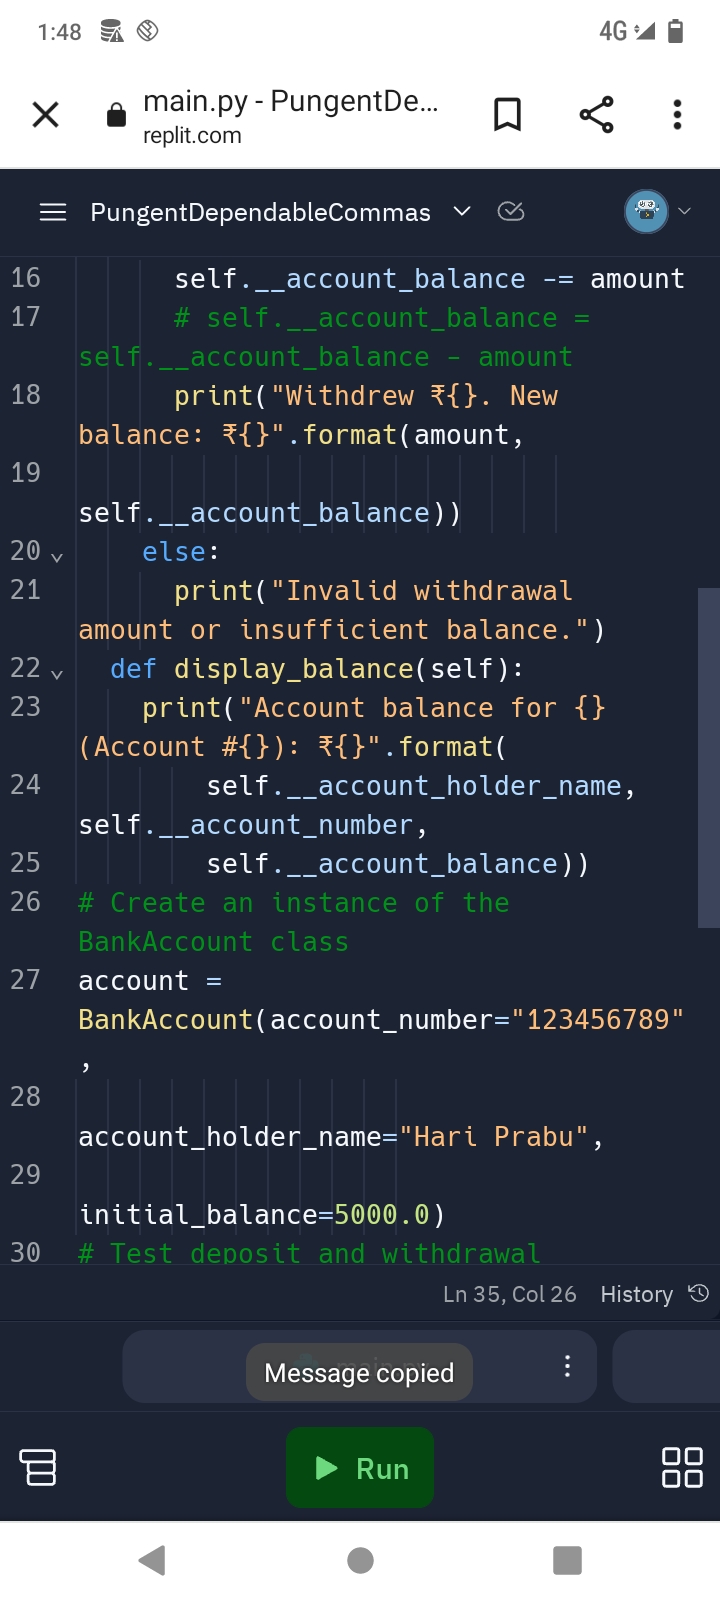 1:48
4G
main.py - PungentDe...
replit.com
PungentDependableCommas
16 self.__account_balance -= amount
17 # self.__account_balance =
self.__account_balance - amount
18 print("Withdrew ₹{}. New
balance: ₹{}".format(amount,
19
self.__account_balance))
20 else:
21 print("Invalid withdrawal
amount or insufficient balance.")
22 def display_balance(self):
23 print("Account balance for {}
(Account #{}): ₹{}".format(
24 self.__account_holder_name,
self.__account_number,
25 self.__account_balance))
26 # Create an instance of the
BankAccount class
27 account =
BankAccount(account_number="123456789"
,
28
account_holder_name="Hari Prabu",
29
initial_balance=5000.0)
30 # Test deposit and withdrawal
Ln 35, Col 26 History
Message copied
Run